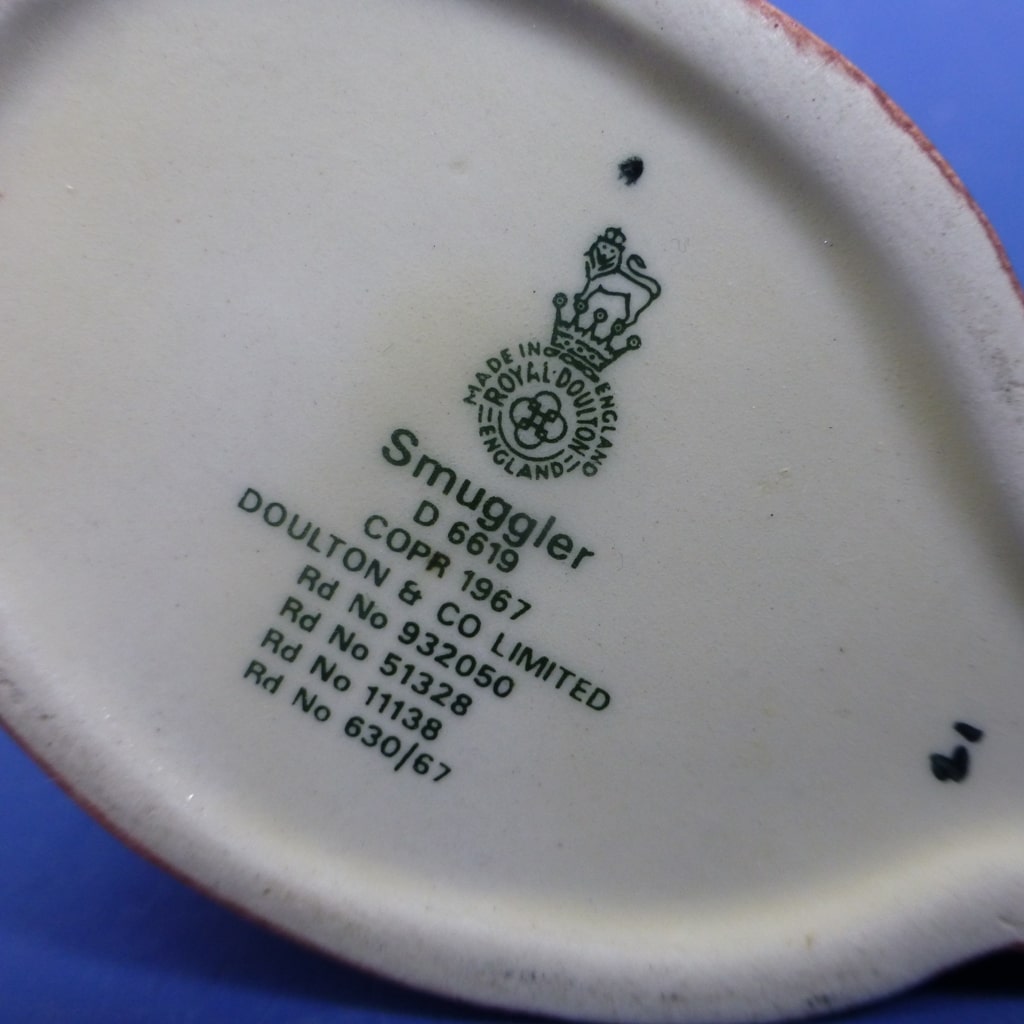 MADE IN ENGLAND
ROYAL·DOULTON
ENGLAND
Smuggler
D 6619
COPR 1967
DOULTON & CO LIMITED
Rd No 932050
Rd No 51328
Rd No 11138
Rd No 630/67